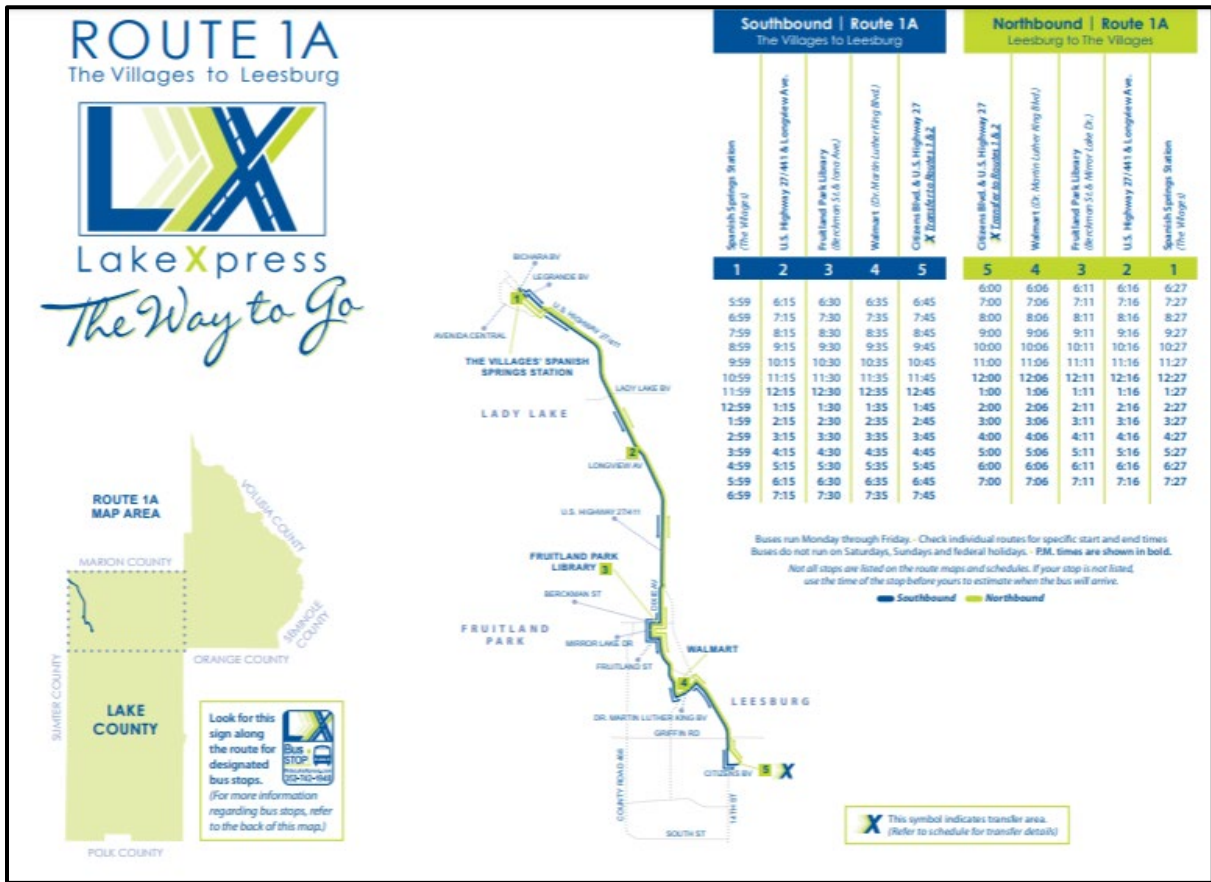 ROUTE 1A
The Villages to Leesburg
LX
LakeXpress
The Way to Go
Southbound | Route 1A
The Villages to Leesburg
Spanish Springs Station
(The Villages)
U.S. Highway 27/441 & Longview Ave.
Fruitland Park Library
(Berckman St. & Iona Ave.)
Walmart (Dr. Martin Luther King Blvd.)
Citizens Blvd. & U.S. Highway 27
X Transfer to Routes 1 & 2
1 2 3 4 5
5:59 6:15 6:30 6:35 6:45
6:59 7:15 7:30 7:35 7:45
7:59 8:15 8:30 8:35 8:45
8:59 9:15 9:30 9:35 9:45
9:59 10:15 10:30 10:35 10:45
10:59 11:15 11:30 11:35 11:45
11:59 12:15 12:30 12:35 12:45
12:59 1:15 1:30 1:35 1:45
1:59 2:15 2:30 2:35 2:45
2:59 3:15 3:30 3:35 3:45
3:59 4:15 4:30 4:35 4:45
4:59 5:15 5:30 5:35 5:45
5:59 6:15 6:30 6:35 6:45
6:59 7:15 7:30 7:35 7:45
Northbound | Route 1A
Leesburg to The Villages
Citizens Blvd. & U.S. Highway 27
X Transfer to Routes 1 & 2
Walmart (Dr. Martin Luther King Blvd.)
Fruitland Park Library
(Berckman St. & Mirror Lake Dr.)
U.S. Highway 27/441 & Longview Ave.
Spanish Springs Station
(The Villages)
5 4 3 2 1
6:00 6:06 6:11 6:16 6:27
7:00 7:06 7:11 7:16 7:27
8:00 8:06 8:11 8:16 8:27
9:00 9:06 9:11 9:16 9:27
10:00 10:06 10:11 10:16 10:27
11:00 11:06 11:11 11:16 11:27
12:00 12:06 12:11 12:16 12:27
1:00 1:06 1:11 1:16 1:27
2:00 2:06 2:11 2:16 2:27
3:00 3:06 3:11 3:16 3:27
4:00 4:06 4:11 4:16 4:27
5:00 5:06 5:11 5:16 5:27
6:00 6:06 6:11 6:16 6:27
7:00 7:06 7:11 7:16 7:27
Buses run Monday through Friday. - Check individual routes for specific start and end times
Buses do not run on Saturdays, Sundays and federal holidays. - P.M. times are shown in bold.
Not all stops are listed on the route maps and schedules. If your stop is not listed,
use the time of the stop before yours to estimate when the bus will arrive.
Southbound Northbound
BICHARA BV
LEGRANDE BV
1
U.S. HIGHWAY 27/411
AVENIDA CENTRAL
THE VILLAGES' SPANISH
SPRINGS STATION
LADY LAKE BV
LADY LAKE
2
LONGVIEW AV
U.S. HIGHWAY 27/411
FRUITLAND PARK
LIBRARY 3
DIXIE AV
BERCKMAN ST
FRUITLAND
PARK
MIRROR LAKE DR
FRUITLAND ST
WALMART
4
LEESBURG
DR. MARTIN LUTHER KING BV
GRIFFIN RD
CITIZENS BV
5 X
COUNTY ROAD 468
14TH ST
SOUTH ST
ROUTE 1A
MAP AREA
VOLUSIA COUNTY
MARION COUNTY
SEMINOLE
COUNTY
ORANGE COUNTY
SUMTER COUNTY
LAKE
COUNTY
POLK COUNTY
Look for this
sign along
the route for
designated
bus stops.
(For more information
regarding bus stops, refer
to the back of this map.)
LX
Bus
STOP
352-742-1940
X This symbol indicates transfer area.
(Refer to schedule for transfer details)